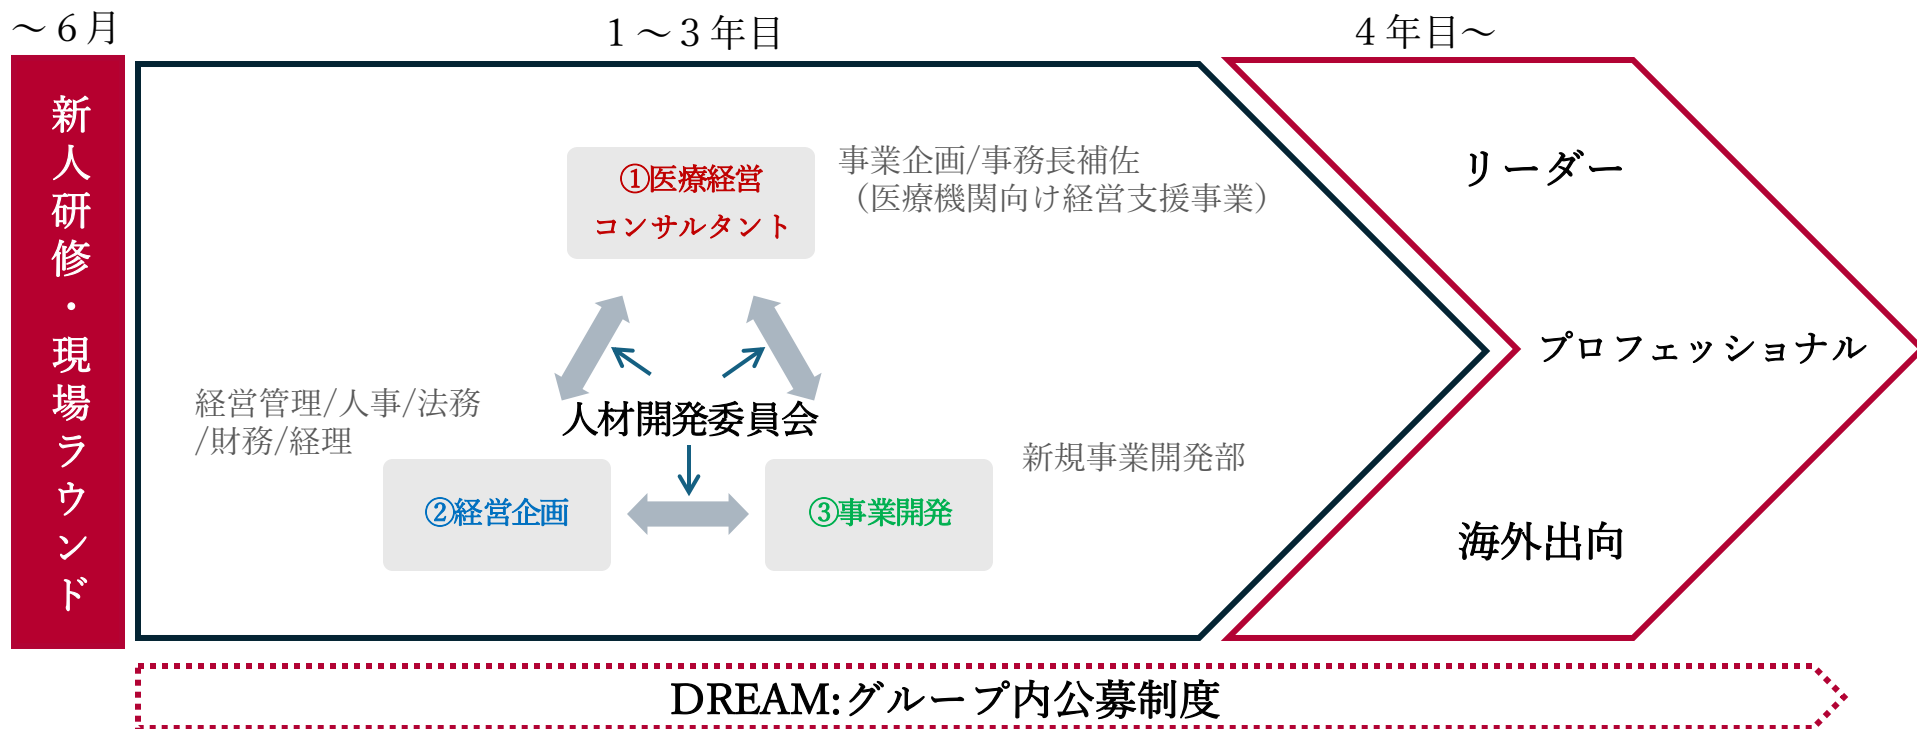 ～６月
１～３年目
４年目～
新人研修・現場ラウンド
①医療経営
コンサルタント
事業企画/事務長補佐
（医療機関向け経営支援事業）
経営管理/人事/法務
/財務/経理
人材開発委員会
新規事業開発部
②経営企画
③事業開発
リーダー
プロフェッショナル
海外出向
DREAM:グループ内公募制度